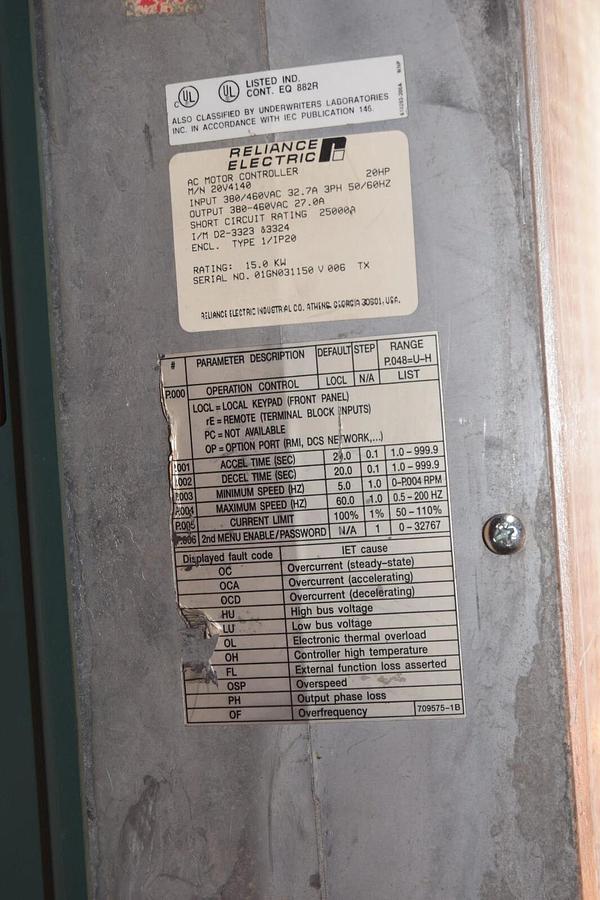 C UL UL LISTED IND.
CONT. EQ 882R
ALSO CLASSIFIED BY UNDERWRITERS LABORATORIES
INC. IN ACCORDANCE WITH IEC PUBLICATION 146.
RELIANCE
ELECTRIC
AC MOTOR CONTROLLER 20HP
M/N 20V4140
INPUT 380/460VAC 32.7A 3PH 50/60HZ
OUTPUT 380-460VAC 27.0A
SHORT CIRCUIT RATING 25000A
I/M D2-3323 &3324
ENCL. TYPE 1/IP20
RATING: 15.0 KW
SERIAL NO. 01GN031150 V 006 TX
RELIANCE ELECTRIC INDUSTRIAL CO. ATHENS, GEORGIA 30601, USA.
# PARAMETER DESCRIPTION DEFAULT STEP RANGE P.048=U-H
P.000 OPERATION CONTROL LOCL N/A LIST
LOCL = LOCAL KEYPAD (FRONT PANEL)
rE = REMOTE (TERMINAL BLOCK INPUTS)
PC = NOT AVAILABLE
OP = OPTION PORT (RMI, DCS NETWORK,...)
P.001 ACCEL TIME (SEC) 20.0 0.1 1.0 - 999.9
.002 DECEL TIME (SEC) 20.0 0.1 1.0 - 999.9
P.003 MINIMUM SPEED (HZ) 5.0 1.0 0-P.004 RPM
P.004 MAXIMUM SPEED (HZ) 60.0 1.0 0.5 - 200 HZ
P.005 CURRENT LIMIT 100% 1% 50 - 110%
P.006 2nd MENU ENABLE/PASSWORD N/A 1 0 - 32767
Displayed fault code IET cause
OC Overcurrent (steady-state)
OCA Overcurrent (accelerating)
OCD Overcurrent (decelerating)
HU High bus voltage
LU Low bus voltage
OL Electronic thermal overload
OH Controller high temperature
FL External function loss asserted
OSP Overspeed
PH Output phase loss
OF Overfrequency 709575-1B